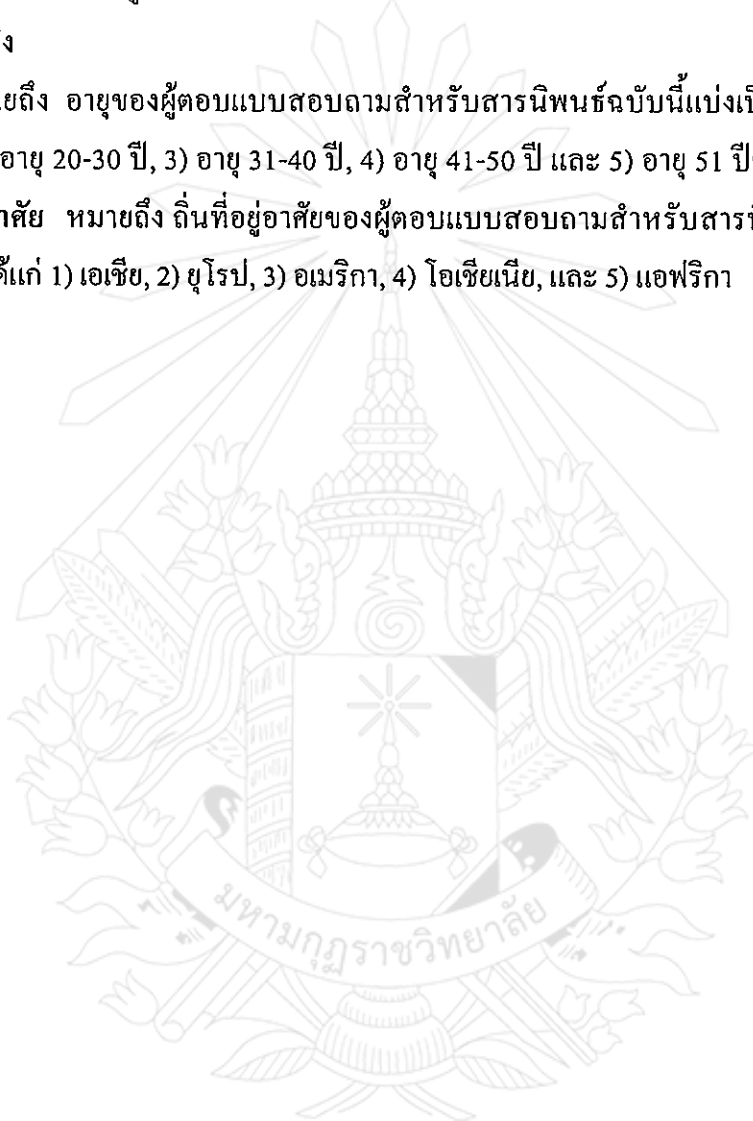 ยถึง อายุของผู้ตอบแบบสอบถามสำหรับสารนิพนธ์ฉบับนี้แบ่งเป็
อายุ 20-30 ปี, 3) อายุ 31-40 ปี, 4) อายุ 41-50 ปี และ 5) อายุ 51 ปี
าศัย หมายถึง ถิ่นที่อยู่อาศัยของผู้ตอบแบบสอบถามสำหรับสาร
ด้แก่ 1) เอเชีย, 2) ยุโรป, 3) อเมริกา, 4) โอเชียเนีย, และ 5) แอฟริกา
มหามกุฏราชวิทยาลัย